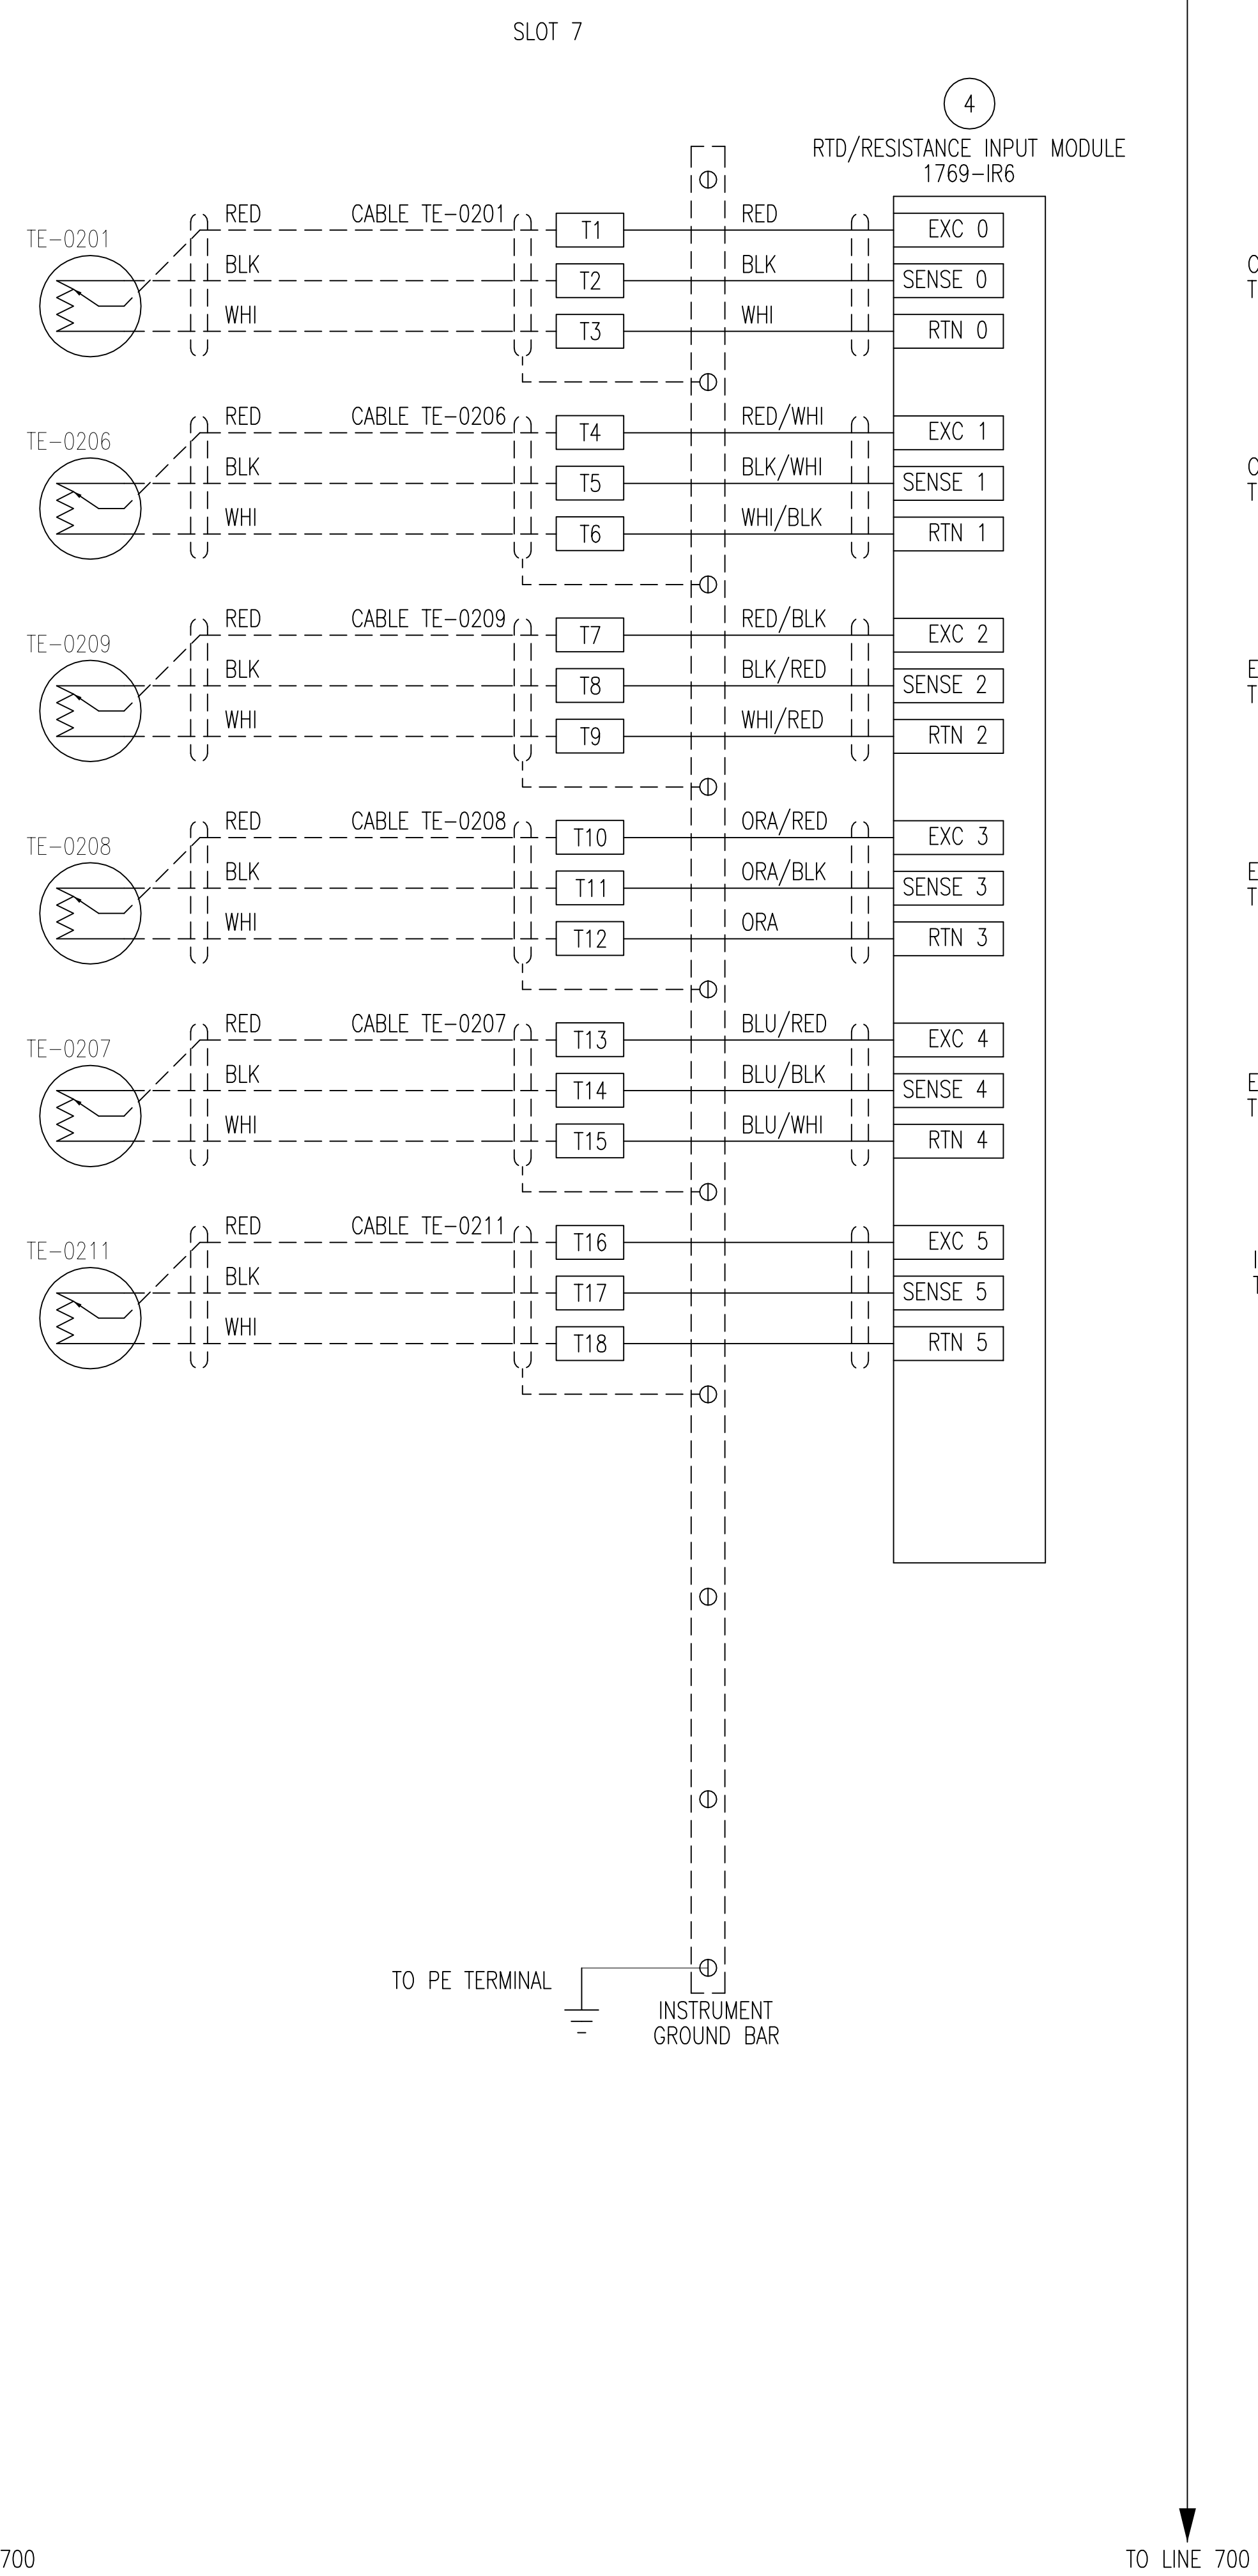 SLOT 7
4
RTD/RESISTANCE INPUT MODULE
1769-IR6
TE-0201
RED CABLE TE-0201 T1 RED EXC 0
BLK T2 BLK SENSE 0
WHI T3 WHI RTN 0
TE-0206
RED CABLE TE-0206 T4 RED/WHI EXC 1
BLK T5 BLK/WHI SENSE 1
WHI T6 WHI/BLK RTN 1
TE-0209
RED CABLE TE-0209 T7 RED/BLK EXC 2
BLK T8 BLK/RED SENSE 2
WHI T9 WHI/RED RTN 2
TE-0208
RED CABLE TE-0208 T10 ORA/RED EXC 3
BLK T11 ORA/BLK SENSE 3
WHI T12 ORA RTN 3
TE-0207
RED CABLE TE-0207 T13 BLU/RED EXC 4
BLK T14 BLU/BLK SENSE 4
WHI T15 BLU/WHI RTN 4
TE-0211
RED CABLE TE-0211 T16 EXC 5
BLK T17 SENSE 5
WHI T18 RTN 5
TO PE TERMINAL
INSTRUMENT
GROUND BAR
700
TO LINE 700